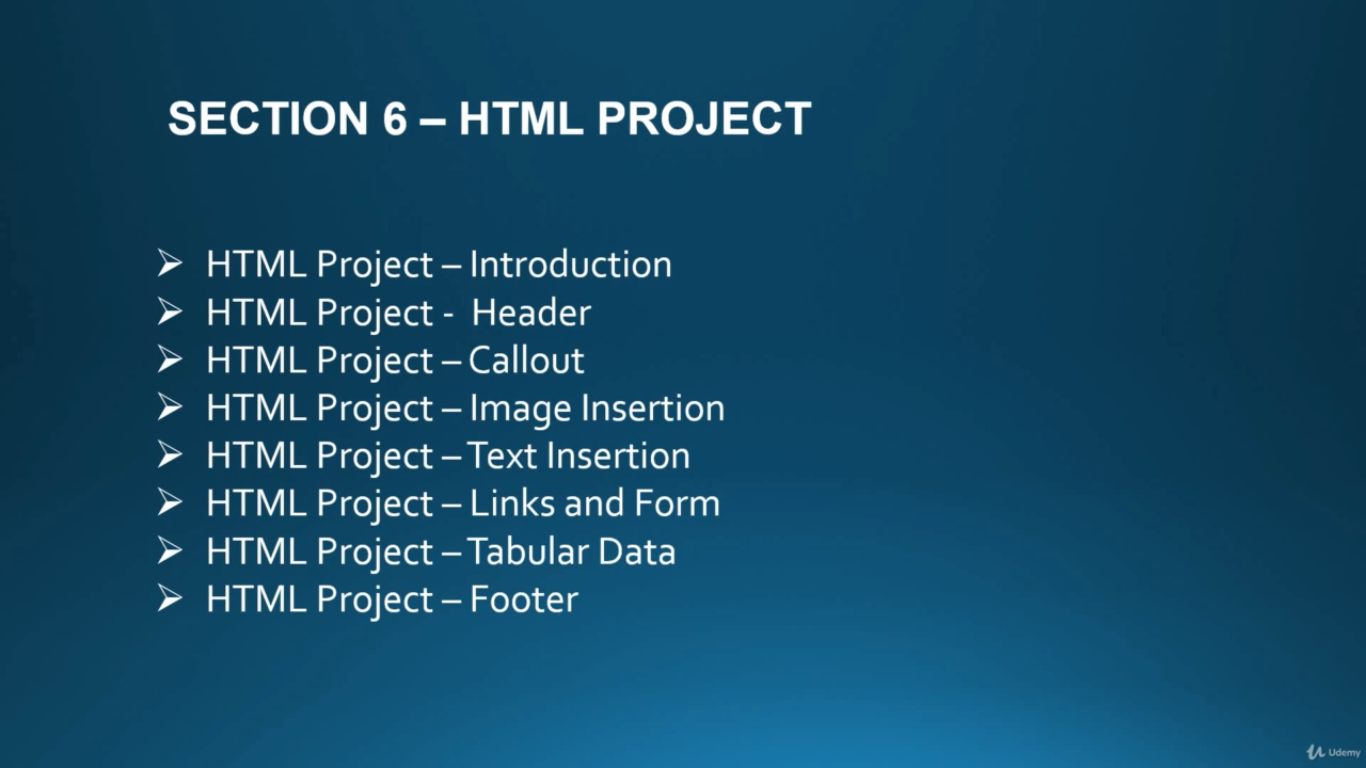 SECTION 6 – HTML PROJECT
➢ HTML Project – Introduction
➢ HTML Project - Header
➢ HTML Project – Callout
➢ HTML Project – Image Insertion
➢ HTML Project – Text Insertion
➢ HTML Project – Links and Form
➢ HTML Project – Tabular Data
➢ HTML Project – Footer
Udemy